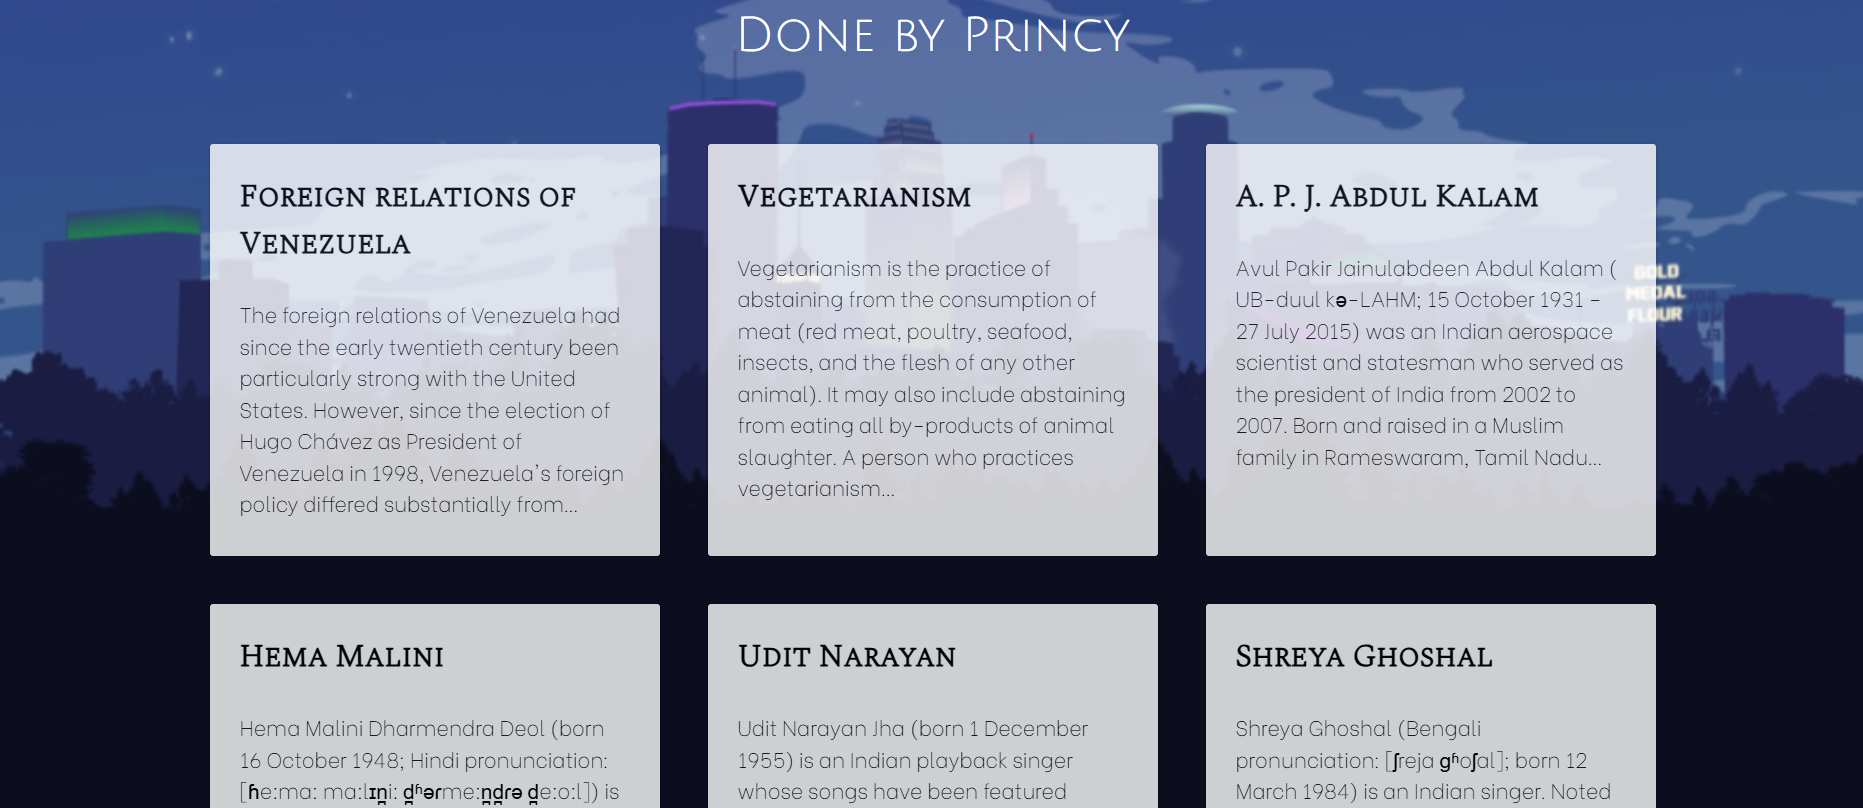 Done by Princy
Foreign relations of
Venezuela
The foreign relations of Venezuela had
since the early twentieth century been
particularly strong with the United
States. However, since the election of
Hugo Chávez as President of
Venezuela in 1998, Venezuela's foreign
policy differed substantially from...
Vegetarianism
Vegetarianism is the practice of
abstaining from the consumption of
meat (red meat, poultry, seafood,
insects, and the flesh of any other
animal). It may also include abstaining
from eating all by-products of animal
slaughter. A person who practices
vegetarianism...
A. P. J. Abdul Kalam
Avul Pakir Jainulabdeen Abdul Kalam (
UB-duul kə-LAHM; 15 October 1931 –
27 July 2015) was an Indian aerospace
scientist and statesman who served as
the president of India from 2002 to
2007. Born and raised in a Muslim
family in Rameswaram, Tamil Nadu...
GOLD
MEDAL
FLOUR
Hema Malini
Hema Malini Dharmendra Deol (born
16 October 1948; Hindi pronunciation:
[ɦeːmaː maːlɪn̪iː d̪ʱərmeːn̪d̪rə d̪eːoːl]) is
Udit Narayan
Udit Narayan Jha (born 1 December
1955) is an Indian playback singer
whose songs have been featured
Shreya Ghoshal
Shreya Ghoshal (Bengali
pronunciation: [ʃreja ɡʱoʃal]; born 12
March 1984) is an Indian singer. Noted